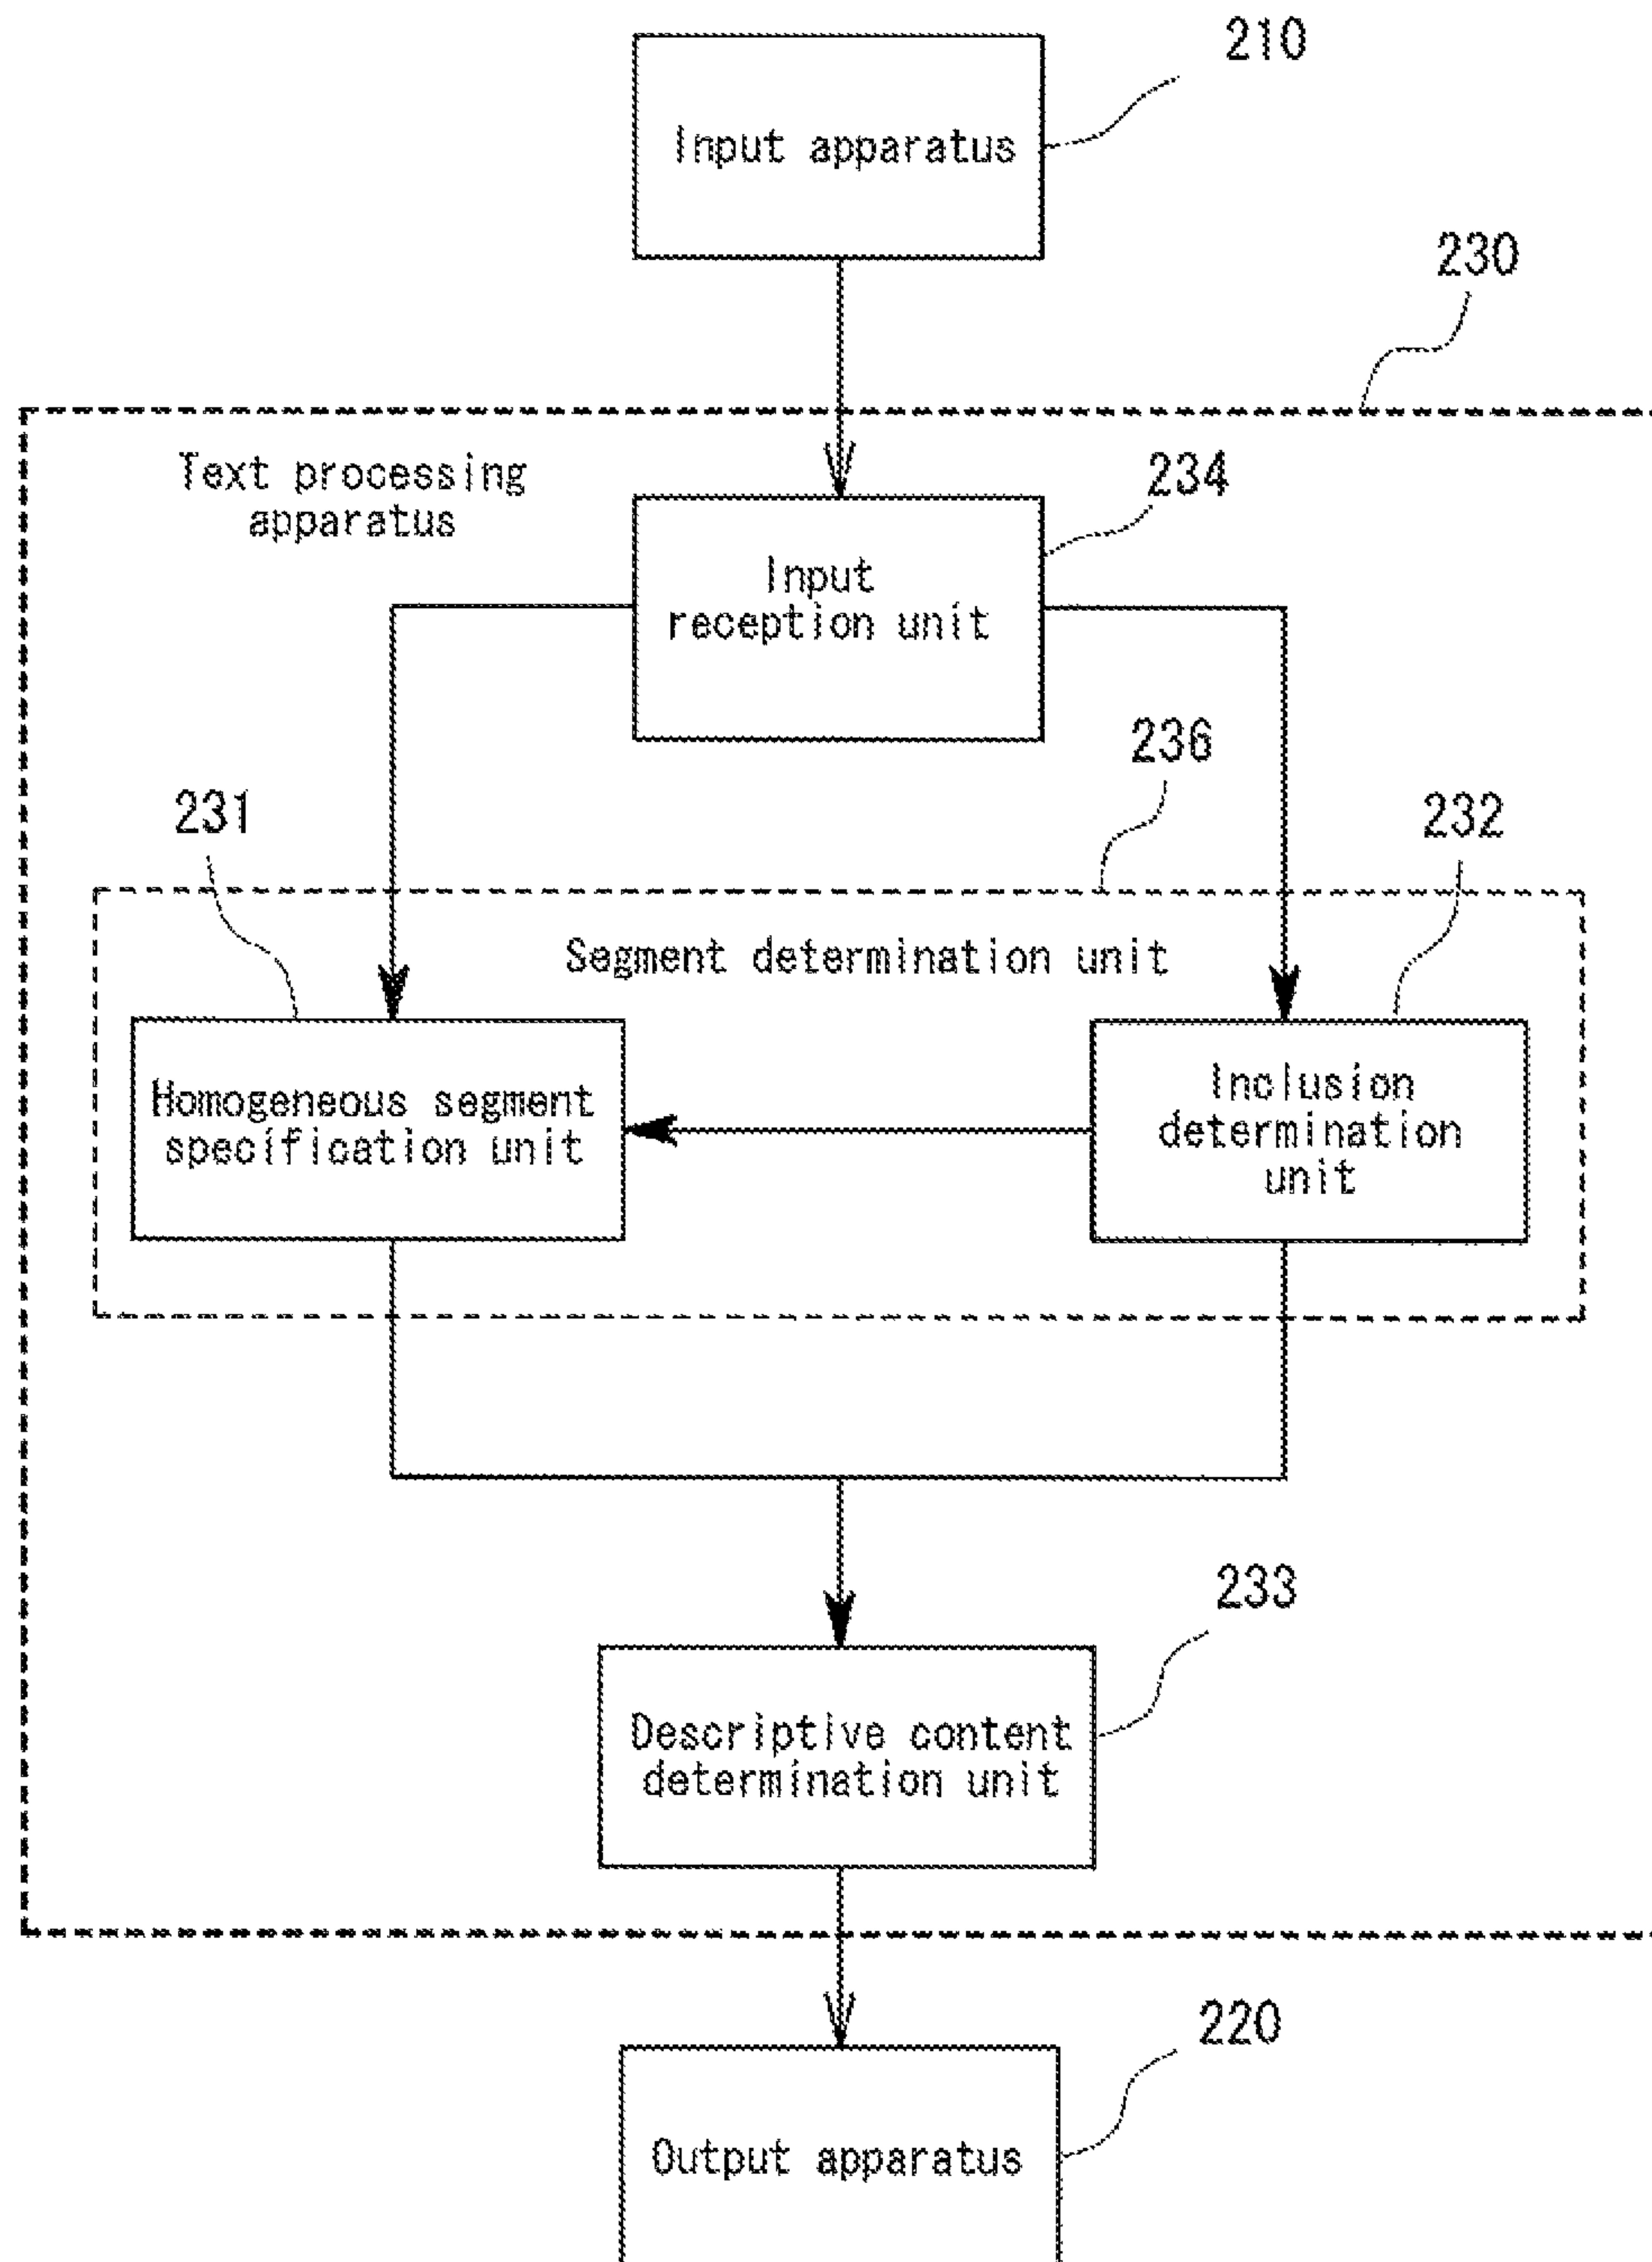 210
Input apparatus
230
Text processing
apparatus
234
Input
reception unit
236
231
232
Segment determination unit
Homogeneous segment
specification unit
Inclusion
determination
unit
233
Descriptive content
determination unit
220
Output apparatus